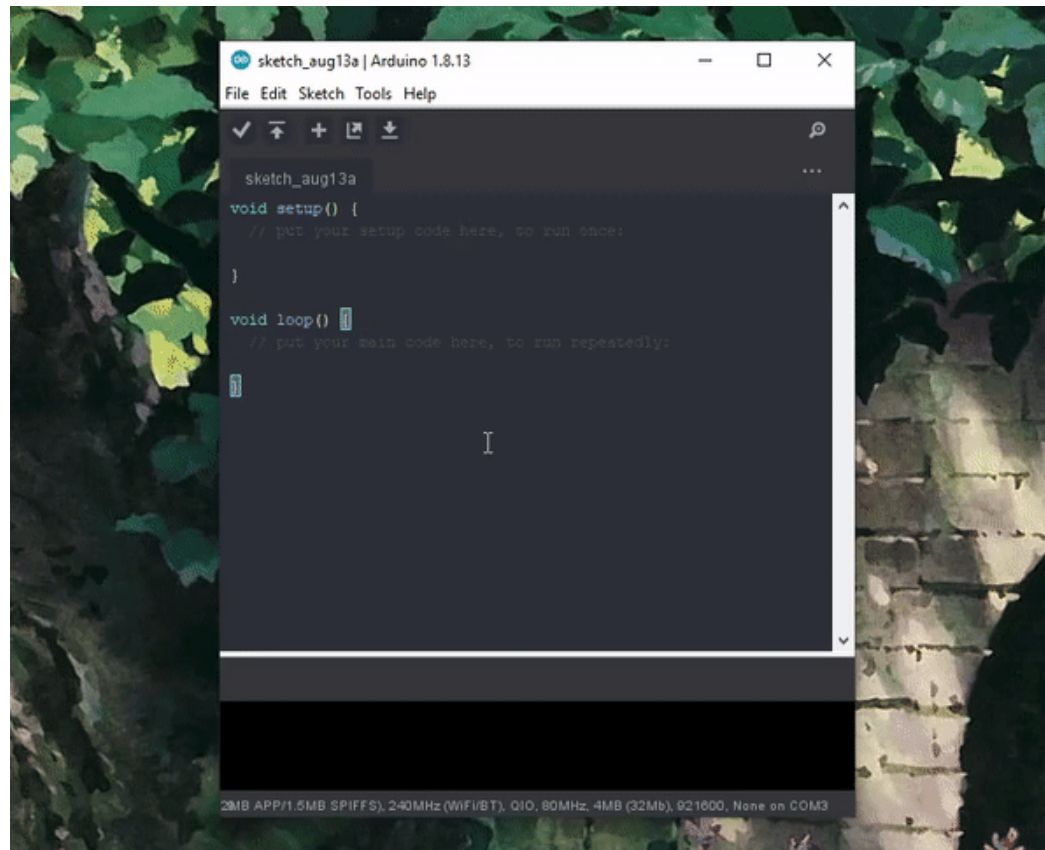 sketch_aug13a | Arduino 1.8.13
File Edit Sketch Tools Help
sketch_aug13a
void setup() {
// put your setup code here, to run once:
}
void loop() {
// put your main code here, to run repeatedly:
}
MB APP/1.5MB SPIFFS), 240MHz (WiFi/BT), QIO, 80MHz, 4MB (32Mb), 921600, None on COM3